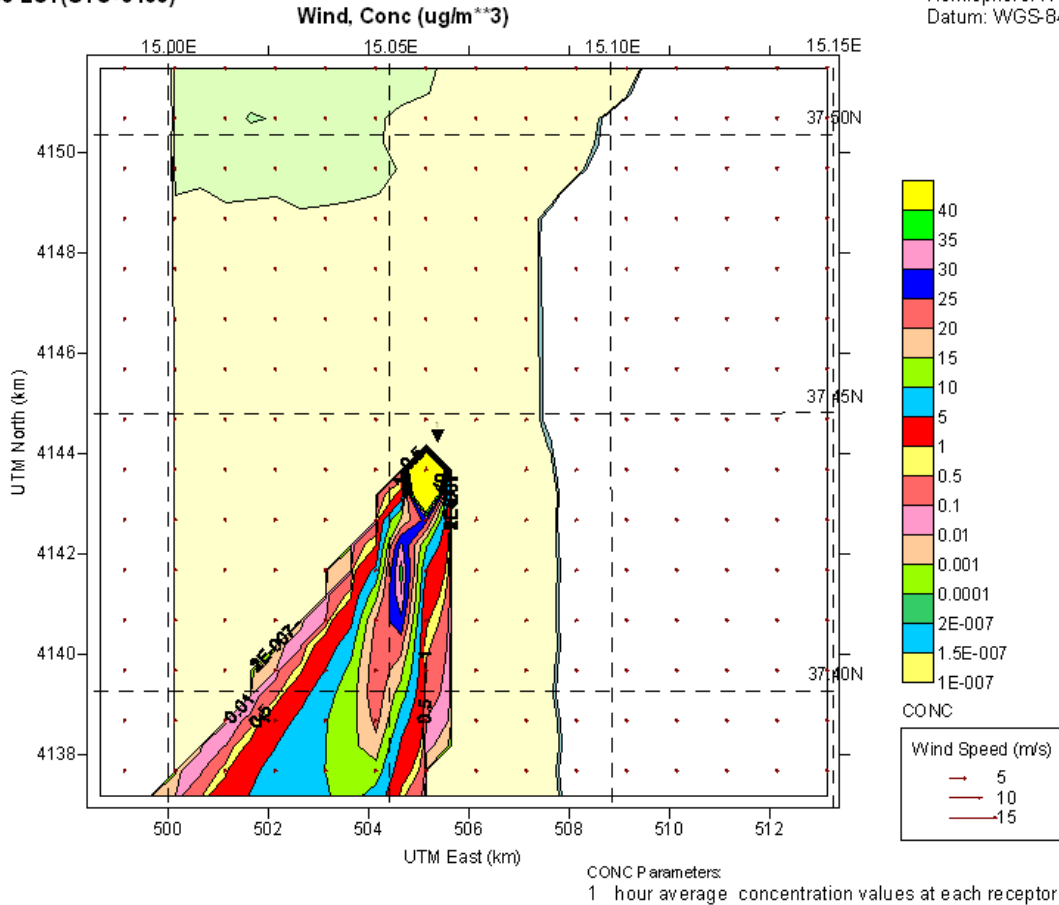 Wind, Conc (ug/m**3)
Datum: WGS-84
15.00E 15.05E 15.10E 15.15E
37.50N
4150
4148
4146
37.45N
4144
4142
4140
37.40N
4138
UTM North (km)
0.5
2E-007
0.01
0.5
1
0.5
500 502 504 506 508 510 512
UTM East (km)
40
35
30
25
20
15
10
5
1
0.5
0.1
0.01
0.001
0.0001
2E-007
1.5E-007
1E-007
CONC
Wind Speed (m/s)
5
10
15
CONC Parameters:
1 hour average concentration values at each receptor